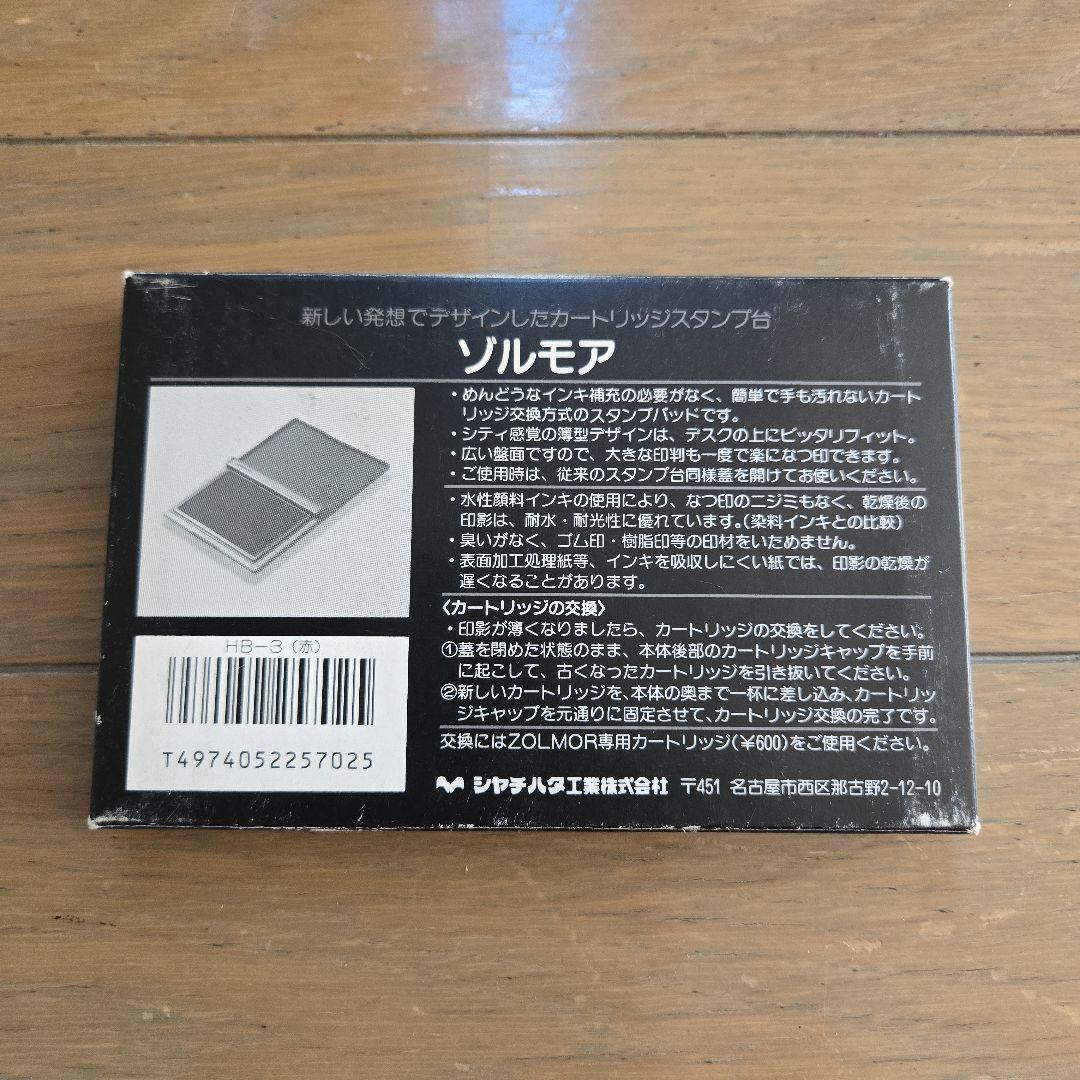 新しい発想でデザインしたカートリッジスタンプ台
ゾルモア
・めんどうなインキ補充の必要がなく、簡単で手も汚れないカート
リッジ交換方式のスタンプパッドです。
・シティ感覚の薄型デザインは、デスクの上にピッタリフィット。
・広い盤面ですので、大きな印判も一度で楽になつ印できます。
・ご使用時は、従来のスタンプ台同様蓋を開けてお使いください。
・水性顔料インキの使用により、なつ印のニジミもなく、乾燥後の
印影は、耐水・耐光性に優れています。(染料インキとの比較)
・臭いがなく、ゴム印・樹脂印等の印材をいためません。
・表面加工処理紙等、インキを吸収しにくい紙では、印影の乾燥が
遅くなることがあります。
〈カートリッジの交換〉
・印影が薄くなりましたら、カートリッジの交換をしてください。
①蓋を閉めた状態のまま、本体後部のカートリッジキャップを手前
に起こして、古くなったカートリッジを引き抜いてください。
②新しいカートリッジを、本体の奥まで一杯に差し込み、カートリッ
ジキャップを元通りに固定させて、カートリッジ交換の完了です。
交換にはZOLMOR専用カートリッジ(¥600)をご使用ください。
シヤチハタ工業株式会社 〒451 名古屋市西区那古野2-12-10
HB-3(赤)
T4974052257025